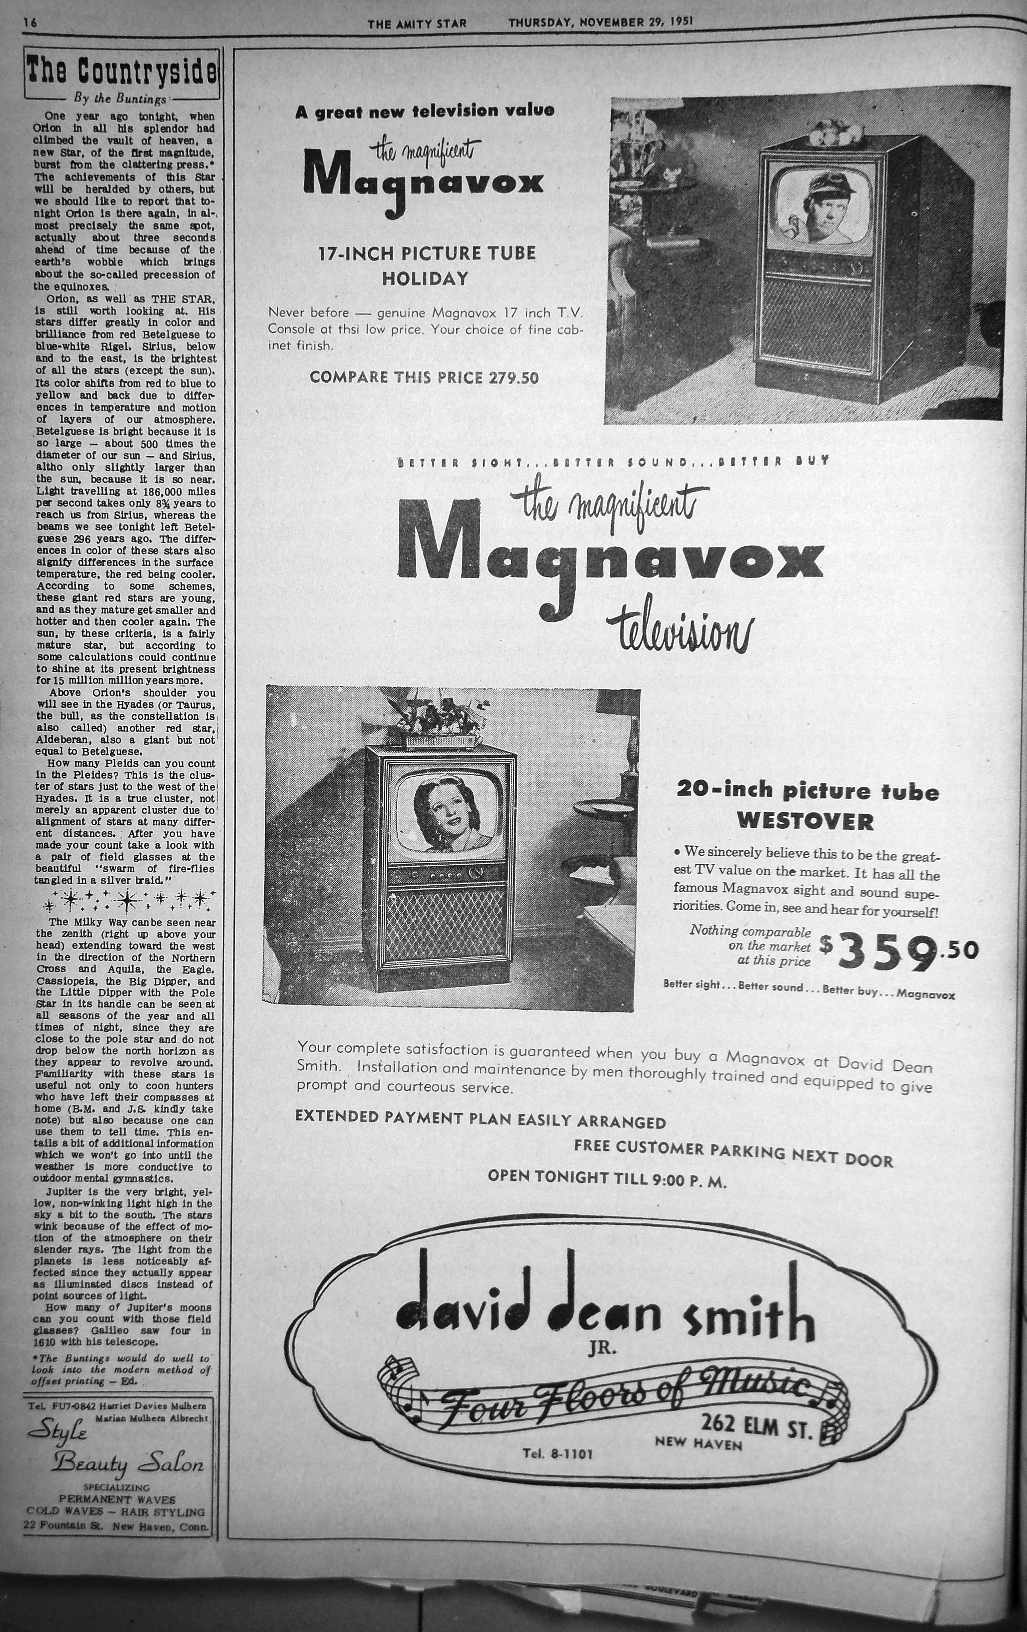 16
THE AMITY STAR THURSDAY, NOVEMBER 29, 1951
The Countryside
By the Buntings
One year ago tonight, when
Orion in all his splendor had
climbed the vault of heaven, a
new Star, of the first magnitude,
burst from the clattering press.*
The achievements of this Star
will be heralded by others, but
we should like to report that to-
night Orion is there again, in al-
most precisely the same spot,
actually about three seconds
ahead of time because of the
earth's wobble which brings
about the so-called precession of
the equinoxes.
Orion, as well as THE STAR,
is still worth looking at. His
stars differ greatly in color and
brilliance from red Betelguese to
blue-white Rigel. Sirius, below
and to the east, is the brightest
of all the stars (except the sun).
Its color shifts from red to blue to
yellow and back due to differ-
ences in temperature and motion
of layers of our atmosphere.
Betelguese is bright because it is
so large — about 500 times the
diameter of our sun — and Sirius,
altho only slightly larger than
the sun, because it is so near.
Light travelling at 186,000 miles
per second takes only 8¾ years to
reach us from Sirius, whereas the
beams we see tonight left Betel-
guese 296 years ago. The differ-
ences in color of these stars also
signify differences in the surface
temperature, the red being cooler.
According to some schemes,
these giant red stars are young,
and as they mature get smaller and
hotter and then cooler again. The
sun, by these criteria, is a fairly
mature star, but according to
some calculations could continue
to shine at its present brightness
for 15 million million years more.
Above Orion's shoulder you
will see in the Hyades (or Taurus,
the bull, as the constellation is
also called) another red star,
Aldeberan, also a giant but not
equal to Betelguese.
How many Pleids can you count
in the Pleides? This is the clus-
ter of stars just to the west of the
Hyades. It is a true cluster, not
merely an apparent cluster due to
alignment of stars at many differ-
ent distances. After you have
made your count take a look with
a pair of field glasses at the
beautiful "swarm of fire-flies
tangled in a silver braid."
The Milky Way canbe seen near
the zenith (right up above your
head) extending toward the west
in the direction of the Northern
Cross and Aquila, the Eagle.
Cassiopeia, the Big Dipper, and
the Little Dipper with the Pole
Star in its handle can be seen at
all seasons of the year and all
times of night, since they are
close to the pole star and do not
drop below the north horizon as
they appear to revolve around.
Familiarity with these stars is
useful not only to coon hunters
who have left their compasses at
home (B.M. and J.S. kindly take
note) but also because one can
use them to tell time. This en-
tails a bit of additional information
which we won't go into until the
weather is more conductive to
outdoor mental gymnastics.
Jupiter is the very bright, yel-
low, non-winking light high in the
sky a bit to the south. The stars
wink because of the effect of mo-
tion of the atmosphere on their
slender rays. The light from the
planets is less noticeably af-
fected since they actually appear
as illuminated discs instead of
point sources of light.
How many of Jupiter's moons
can you count with those field
glasses? Galileo saw four in
1610 with his telescope.
*The Buntings would do well to
look into the modern method of
offset printing — Ed.
Tel. FU7-0842 Harriet Davies Mulhern
Marian Mulhern Albrecht
Style
Beauty Salon
SPECIALIZING
PERMANENT WAVES
COLD WAVES — HAIR STYLING
22 Fountain St. New Haven, Conn.
A great new television value
the magnificent
Magnavox
17-INCH PICTURE TUBE
HOLIDAY
Never before — genuine Magnavox 17 inch T.V.
Console at thsi low price. Your choice of fine cab-
inet finish.
COMPARE THIS PRICE 279.50
BETTER SIGHT...BETTER SOUND...BETTER BUY
the magnificent
Magnavox
television
20-inch picture tube
WESTOVER
• We sincerely believe this to be the great-
est TV value on the market. It has all the
famous Magnavox sight and sound supe-
riorities. Come in, see and hear for yourself!
Nothing comparable
on the market
at this price
$359.50
Better sight...Better sound...Better buy...Magnavox
Your complete satisfaction is guaranteed when you buy a Magnavox at David Dean
Smith. Installation and maintenance by men thoroughly trained and equipped to give
prompt and courteous service.
EXTENDED PAYMENT PLAN EASILY ARRANGED
FREE CUSTOMER PARKING NEXT DOOR
OPEN TONIGHT TILL 9:00 P. M.
david dean smith
JR.
Four Floors of Music
262 ELM ST.
NEW HAVEN
Tel. 8-1101
BOULEVARD